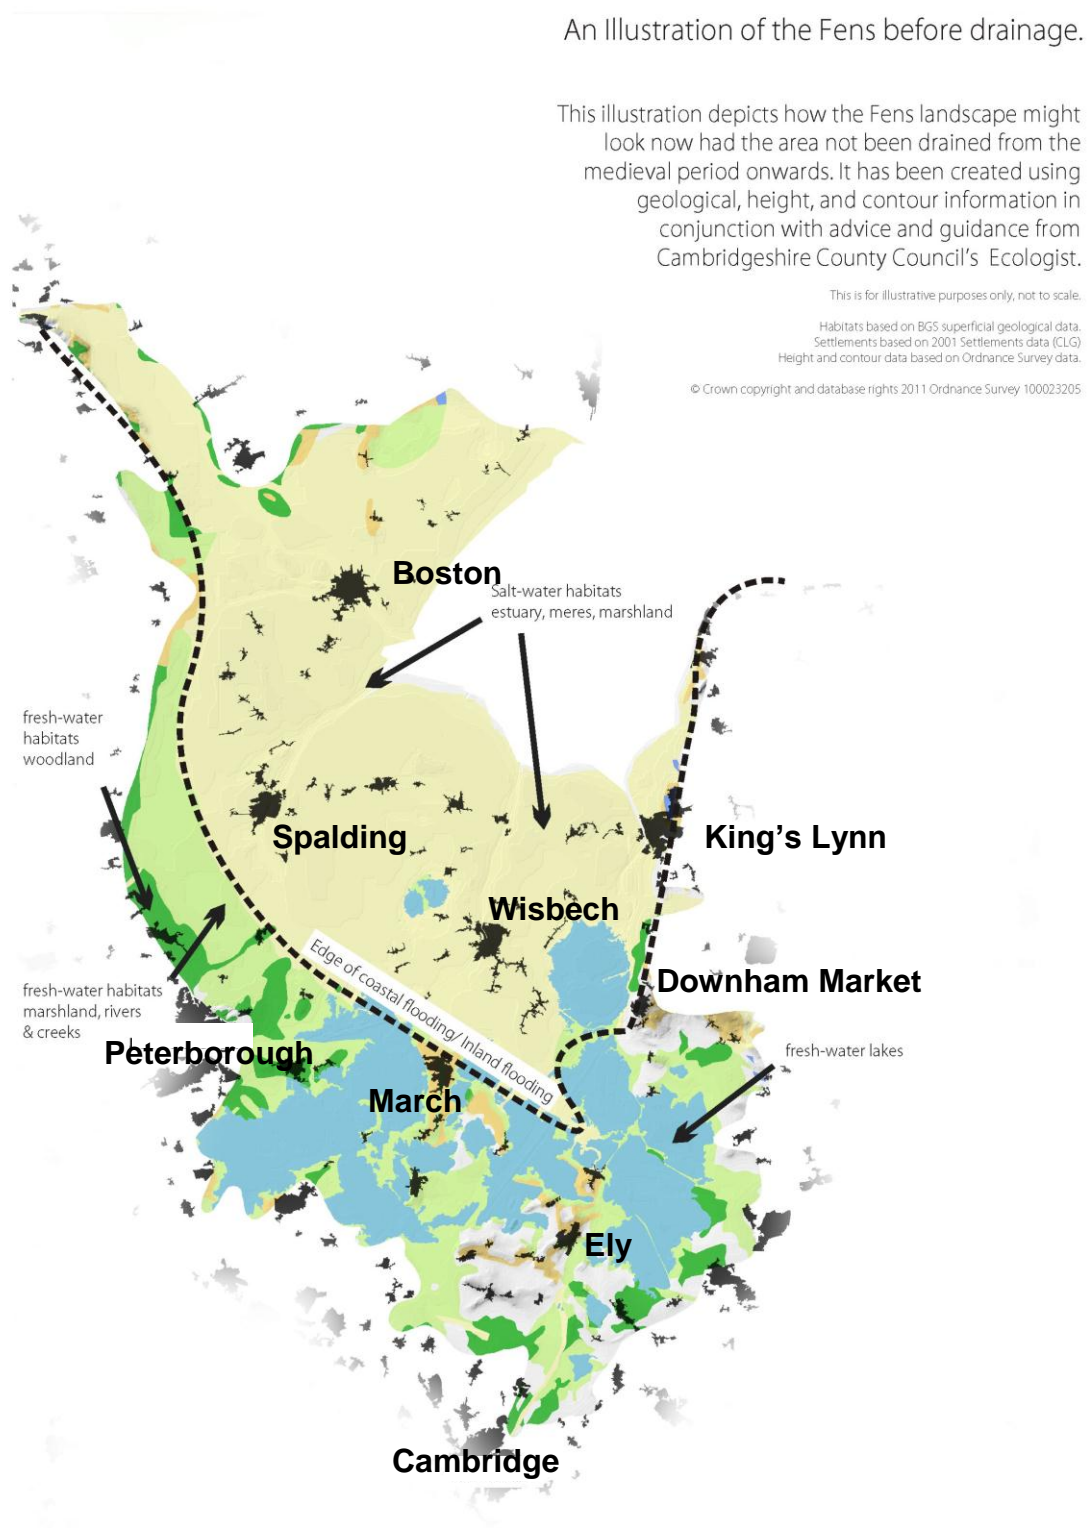 An Illustration of the Fens before drainage.
This illustration depicts how the Fens landscape might
look now had the area not been drained from the
medieval period onwards. It has been created using
geological, height, and contour information in
conjunction with advice and guidance from
Cambridgeshire County Council's Ecologist.
This is for illustrative purposes only, not to scale.
Habitats based on BGS superficial geological data.
Settlements based on 2001 Settlements data (CLG)
Height and contour data based on Ordnance Survey data.
© Crown copyright and database rights 2011 Ordnance Survey 100023205
Boston
Salt-water habitats
estuary, meres, marshland
fresh-water
habitats
woodland
Spalding
King's Lynn
Wisbech
Edge of coastal flooding/ Inland flooding
Downham Market
fresh-water habitats
marshland, rivers
& creeks
Peterborough
fresh-water lakes
March
Ely
Cambridge